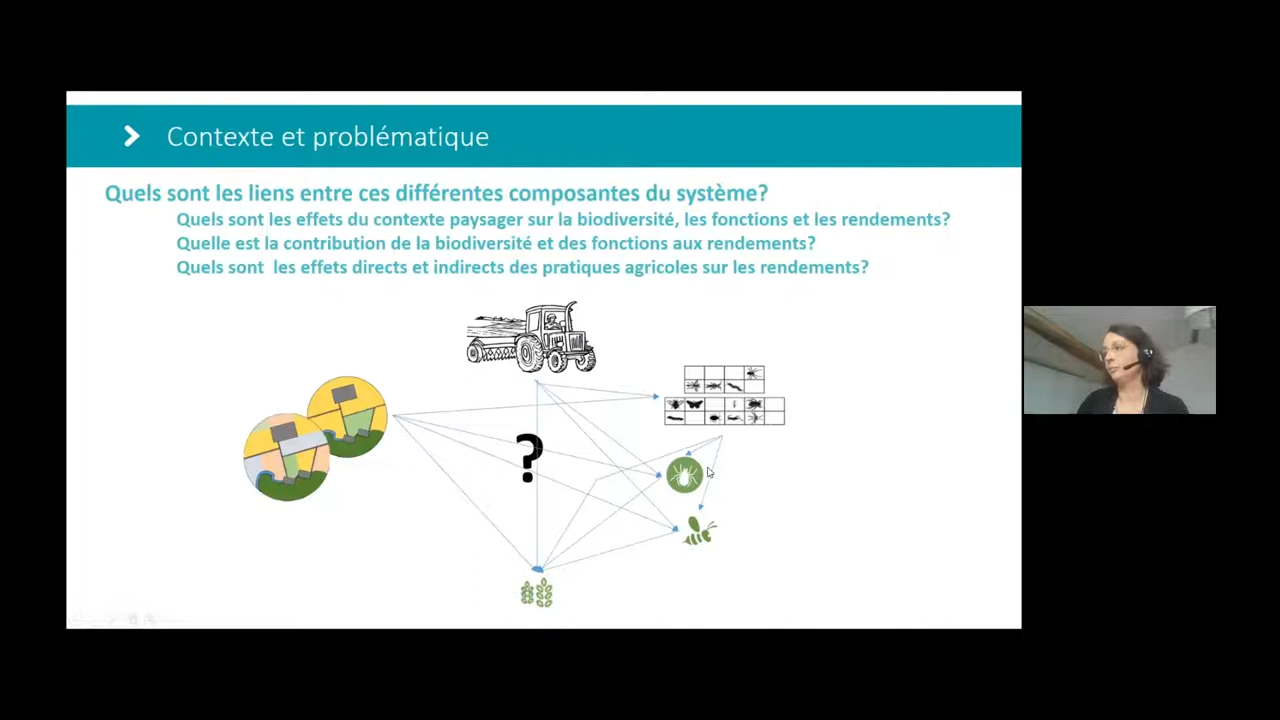 Contexte et problématique
Quels sont les liens entre ces différentes composantes du système?
Quels sont les effets du contexte paysager sur la biodiversité, les fonctions et les rendements?
Quelle est la contribution de la biodiversité et des fonctions aux rendements?
Quels sont les effets directs et indirects des pratiques agricoles sur les rendements?
?